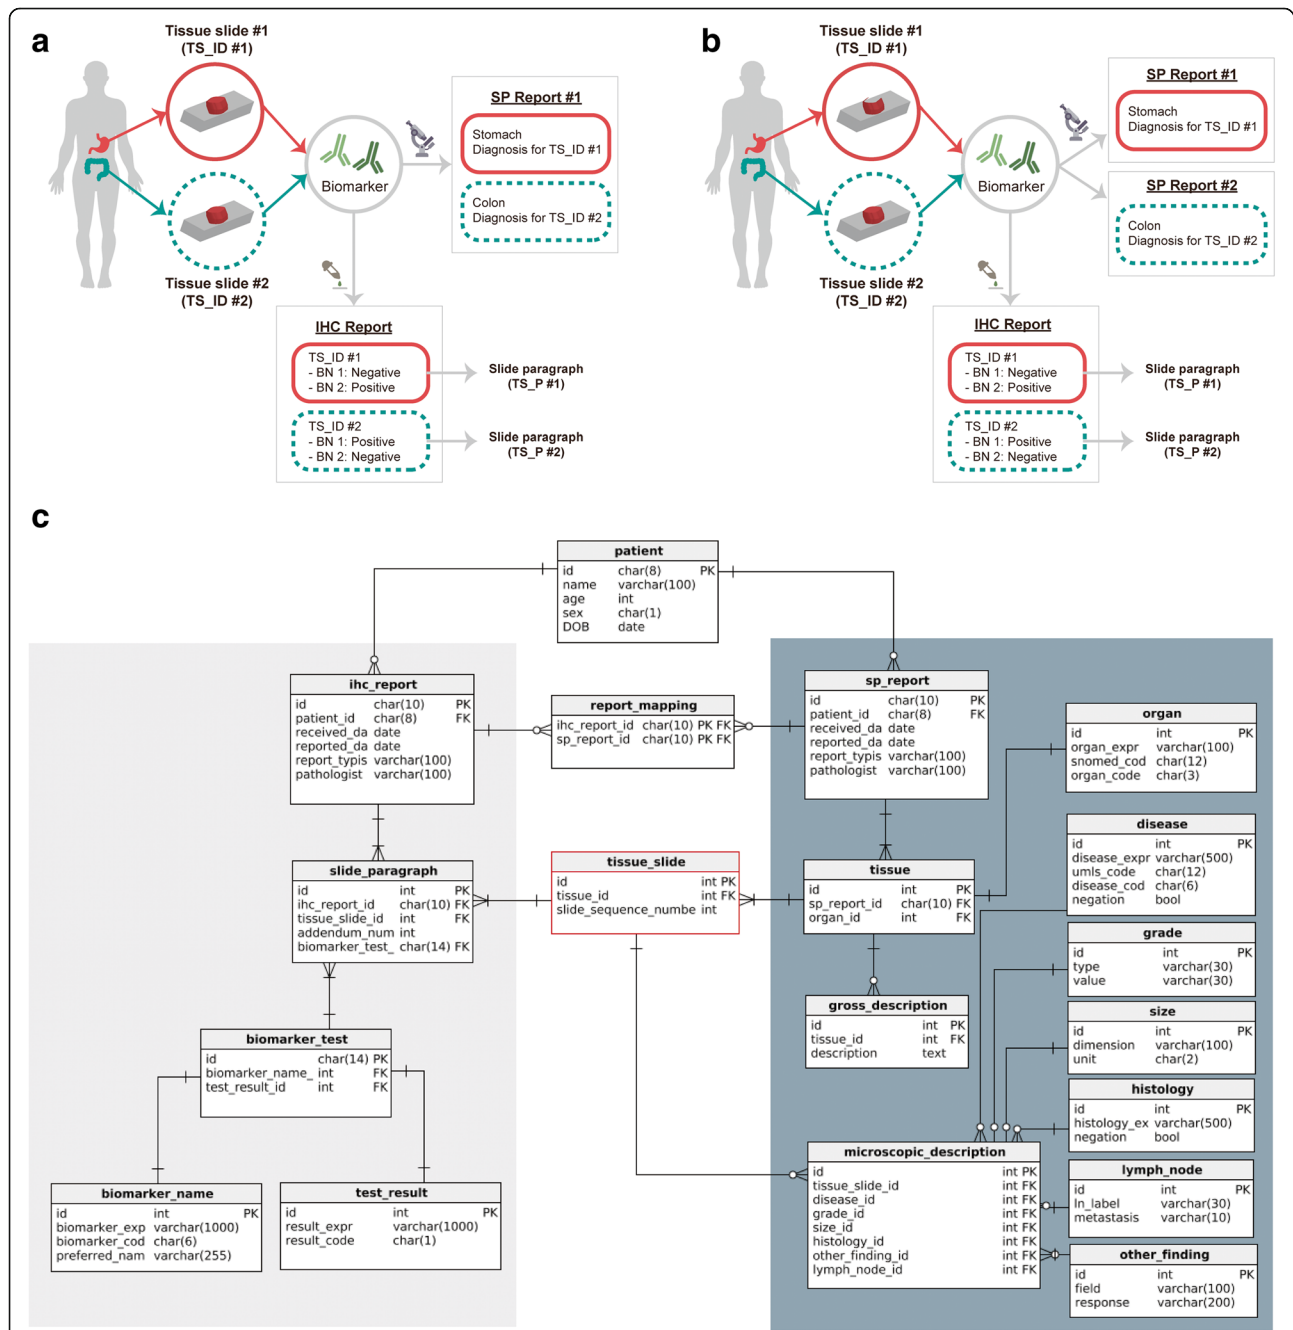 a
Tissue slide #1
(TS_ID #1)
Biomarker
SP Report #1
Stomach
Diagnosis for TS_ID #1
Colon
Diagnosis for TS_ID #2
Tissue slide #2
(TS_ID #2)
IHC Report
TS_ID #1
- BN 1: Negative
- BN 2: Positive
Slide paragraph
(TS_P #1)
TS_ID #2
- BN 1: Positive
- BN 2: Negative
Slide paragraph
(TS_P #2)
b
Tissue slide #1
(TS_ID #1)
Biomarker
SP Report #1
Stomach
Diagnosis for TS_ID #1
SP Report #2
Colon
Diagnosis for TS_ID #2
Tissue slide #2
(TS_ID #2)
IHC Report
TS_ID #1
- BN 1: Negative
- BN 2: Positive
Slide paragraph
(TS_P #1)
TS_ID #2
- BN 1: Positive
- BN 2: Negative
Slide paragraph
(TS_P #2)
c
patient
id char(8) PK
name varchar(100)
age int
sex char(1)
DOB date
ihc_report
id char(10) PK
patient_id char(8) FK
received_da date
reported_da date
report_typis varchar(100)
pathologist varchar(100)
report_mapping
ihc_report_id char(10) PK FK
sp_report_id char(10) PK FK
sp_report
id char(10) PK
patient_id char(8) FK
received_da date
reported_da date
report_typis varchar(100)
pathologist varchar(100)
organ
id int PK
organ_expr varchar(100)
snomed_cod char(12)
organ_code char(3)
disease
id int PK
disease_expr varchar(500)
umls_code char(12)
disease_cod char(6)
negation bool
slide_paragraph
id int PK
ihc_report_id char(10) FK
tissue_slide_id int FK
addendum_num int
biomarker_test_ char(14) FK
tissue_slide
id int PK
tissue_id int FK
slide_sequence_numbe int
tissue
id int PK
sp_report_id char(10) FK
organ_id int FK
grade
id int PK
type varchar(30)
value varchar(30)
gross_description
id int PK
tissue_id int FK
description text
size
id int PK
dimension varchar(100)
unit char(2)
biomarker_test
id char(14) PK
biomarker_name_ int FK
test_result_id int FK
histology
id int PK
histology_ex varchar(500)
negation bool
microscopic_description
id int PK
tissue_slide_id int FK
disease_id int FK
grade_id int FK
size_id int FK
histology_id int FK
other_finding_id int FK
lymph_node_id int FK
lymph_node
id int PK
ln_label varchar(30)
metastasis varchar(10)
biomarker_name
id int PK
biomarker_exp varchar(1000)
biomarker_cod char(6)
preferred_nam varchar(255)
test_result
id int PK
result_expr varchar(1000)
result_code char(1)
other_finding
id int PK
field varchar(100)
response varchar(200)